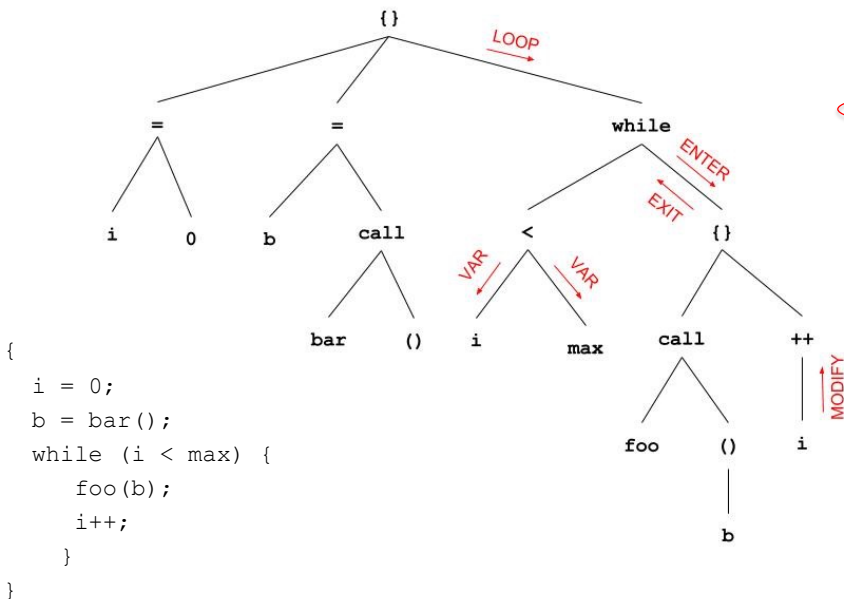 {}
LOOP
= = while
ENTER
EXIT
i 0 b call < {}
VAR VAR
bar () i max call ++
MODIFY
foo () i
b
{
i = 0;
b = bar();
while (i < max) {
foo(b);
i++;
}
}